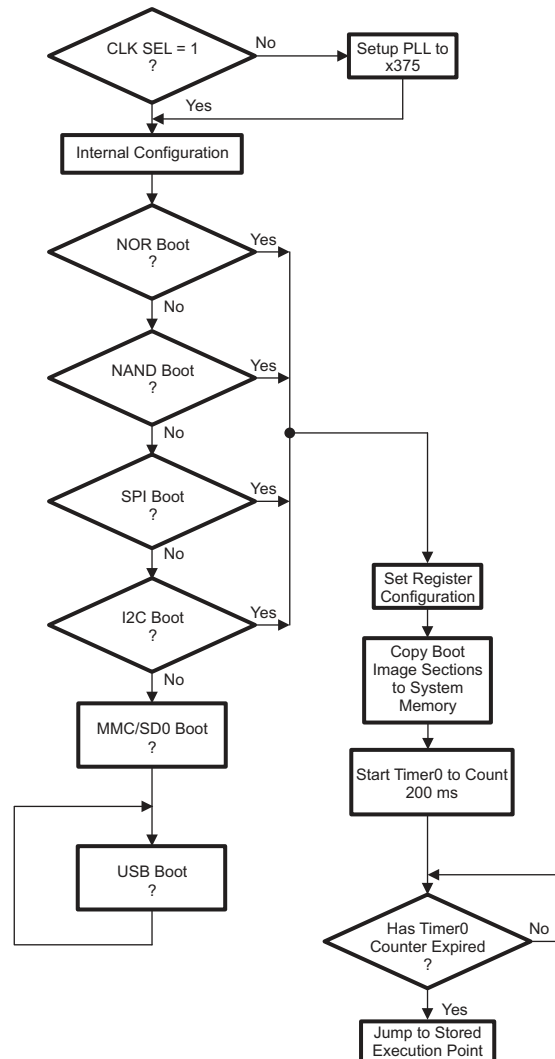 CLK SEL = 1
?
No
Setup PLL to
x375
Yes
Internal Configuration
NOR Boot
?
Yes
No
NAND Boot
?
Yes
No
SPI Boot
?
Yes
No
Set Register
Configuration
I2C Boot
?
Yes
No
Copy Boot
Image Sections
to System
Memory
MMC/SD0 Boot
?
Start Timer0 to Count
200 ms
USB Boot
?
Has Timer0
Counter Expired
?
No
Yes
Jump to Stored
Execution Point